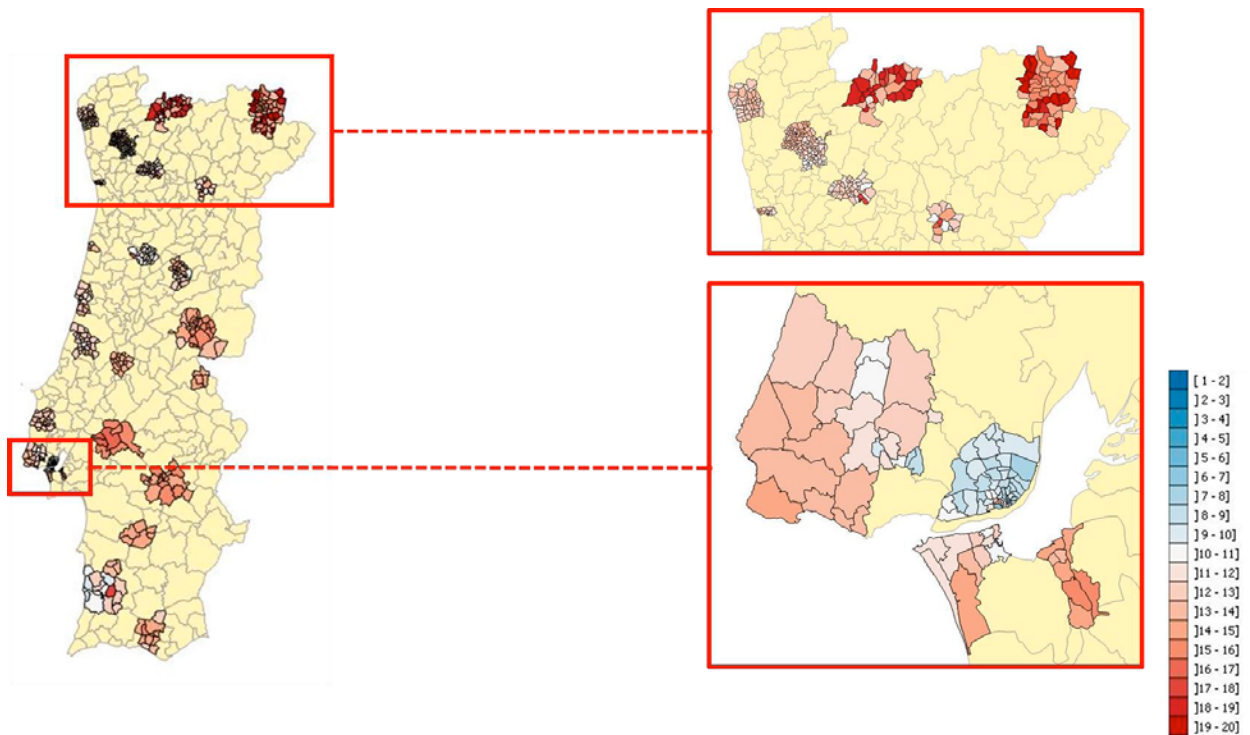 [ 1 - 2]
]2 - 3]
]3 - 4]
]4 - 5]
]5 - 6]
]6 - 7]
]7 - 8]
]8 - 9]
]9 - 10]
]10 - 11]
]11 - 12]
]12 - 13]
]13 - 14]
]14 - 15]
]15 - 16]
]16 - 17]
]17 - 18]
]18 - 19]
]19 - 20]